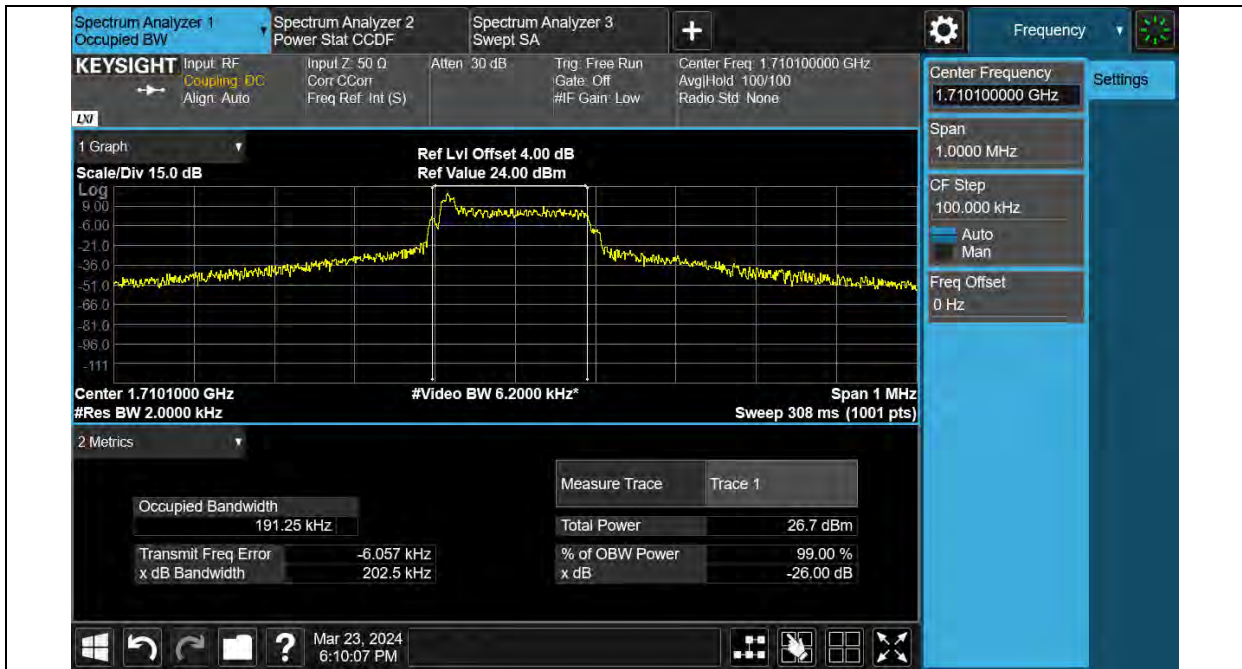 Spectrum Analyzer 1
Occupied BW
Spectrum Analyzer 2
Power Stat CCDF
Spectrum Analyzer 3
Swept SA
Frequency
KEYSIGHT
LXI
Input: RF
Coupling: DC
Align: Auto
Input Z: 50 Ω
Corr CCorr
Freq Ref: Int (S)
Atten: 30 dB
Trig: Free Run
Gate: Off
#IF Gain: Low
Center Freq: 1.710100000 GHz
Avg|Hold: 100/100
Radio Std: None
Center Frequency
1.710100000 GHz
Settings
Span
1.0000 MHz
CF Step
100.000 kHz
Auto
Man
Freq Offset
0 Hz
1 Graph
Scale/Div 15.0 dB
Ref Lvl Offset 4.00 dB
Ref Value 24.00 dBm
Log
9.00
-6.00
-21.0
-36.0
-51.0
-66.0
-81.0
-96.0
-111
Center 1.7101000 GHz
#Video BW 6.2000 kHz*
Span 1 MHz
#Res BW 2.0000 kHz
Sweep 308 ms (1001 pts)
2 Metrics
Measure Trace
Trace 1
Occupied Bandwidth
191.25 kHz
Total Power
26.7 dBm
Transmit Freq Error
-6.057 kHz
% of OBW Power
99.00 %
x dB Bandwidth
202.5 kHz
x dB
-26.00 dB
?
Mar 23, 2024
6:10:07 PM